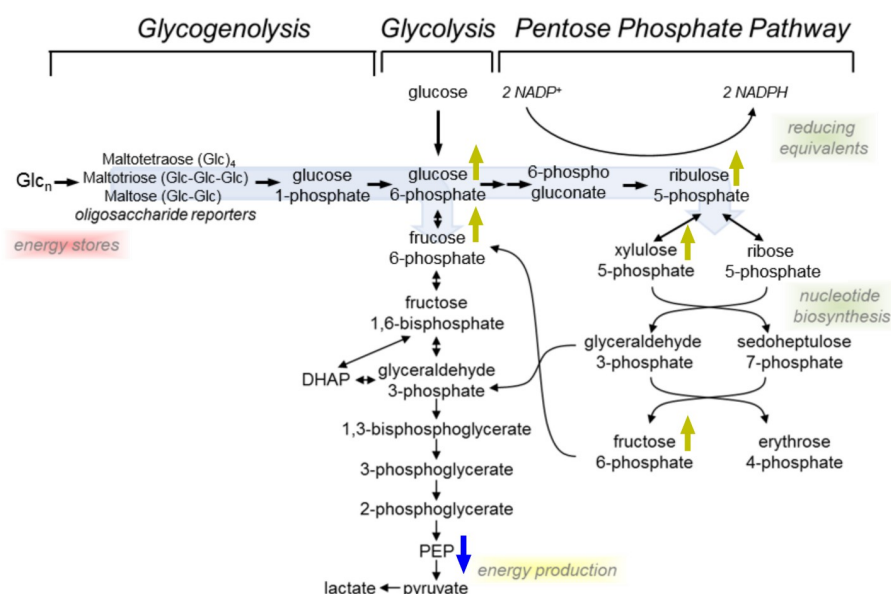 Glycogenolysis
Glycolysis
Pentose Phosphate Pathway
glucose
2 NADP+
2 NADPH
reducing
equivalents
Glcn
Maltotetraose (Glc)4
Maltotriose (Glc-Glc-Glc)
Maltose (Glc-Glc)
oligosaccharide reporters
glucose
1-phosphate
glucose
6-phosphate
6-phospho
gluconate
ribulose
5-phosphate
energy stores
frucose
6-phosphate
xylulose
5-phosphate
ribose
5-phosphate
nucleotide
biosynthesis
fructose
1,6-bisphosphate
DHAP
glyceraldehyde
3-phosphate
glyceraldehyde
3-phosphate
sedoheptulose
7-phosphate
1,3-bisphosphoglycerate
fructose
6-phosphate
erythrose
4-phosphate
3-phosphoglycerate
2-phosphoglycerate
PEP
energy production
lactate
pyruvate